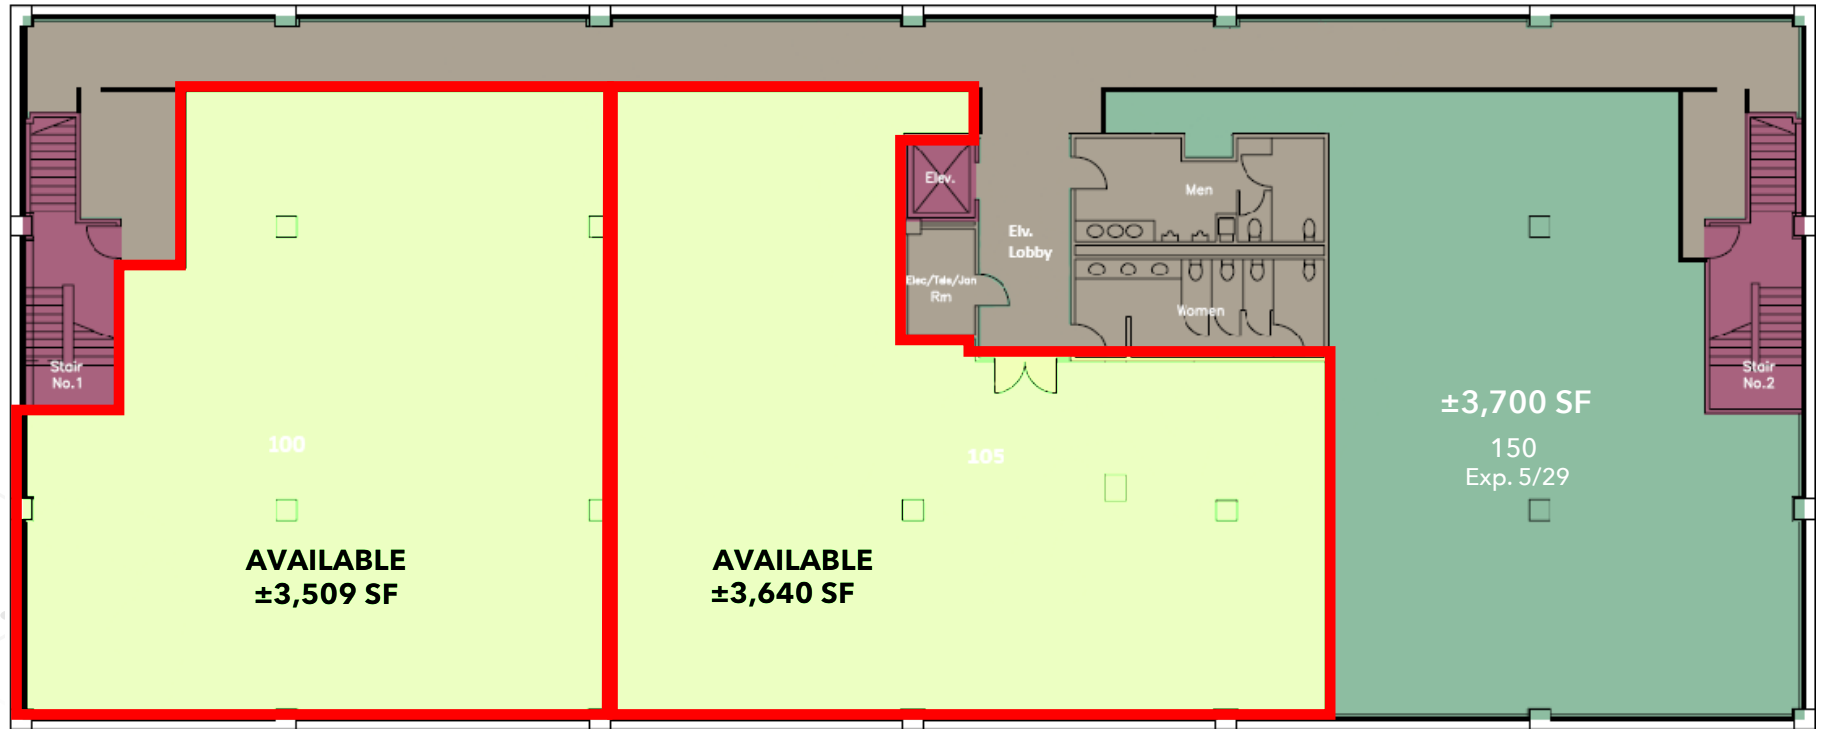 Elev.
Men
Elv.
Lobby
Elec/Tele/Jan
Rm
Women
Stair
No.1
Stair
No.2
±3,700 SF
150
Exp. 5/29
100
105
AVAILABLE
±3,509 SF
AVAILABLE
±3,640 SF